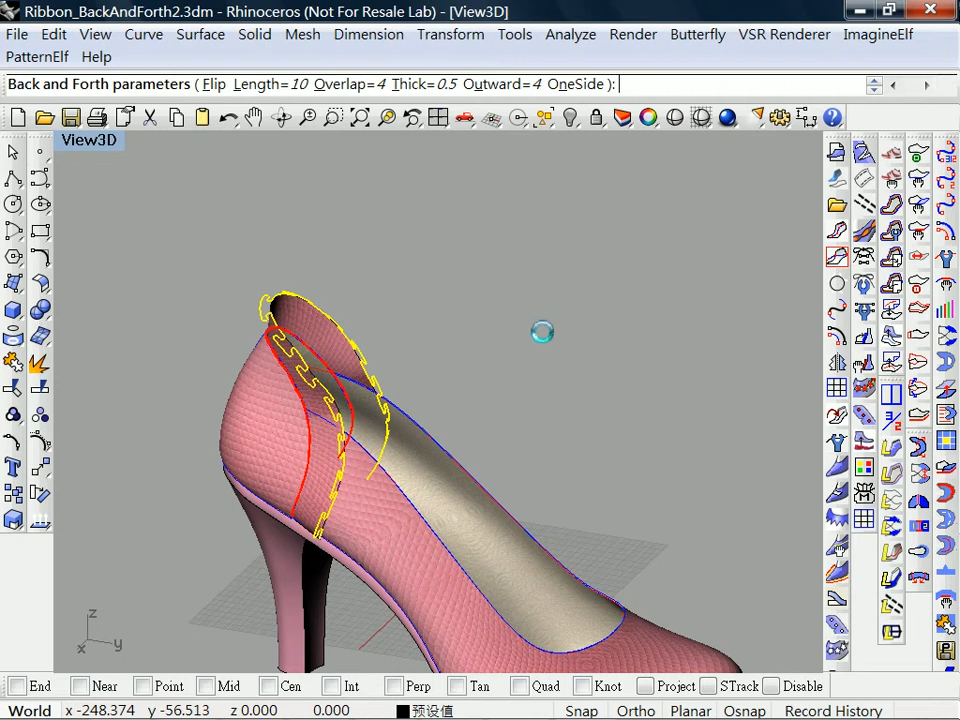 Ribbon_BackAndForth2.3dm - Rhinoceros (Not For Resale Lab) - [View3D]
File Edit View Curve Surface Solid Mesh Dimension Transform Tools Analyze Render Butterfly VSR Renderer ImagineElf
PatternElf Help
Back and Forth parameters ( Flip Length=10 Overlap=4 Thick=0.5 Outward=4 OneSide ):
View3D
z
x y
End Near Point Mid Cen Int Perp Tan Quad Knot Project STrack Disable
World x -248.374 y -56.513 z 0.000 0.000 预设值 Snap Ortho Planar Osnap Record History